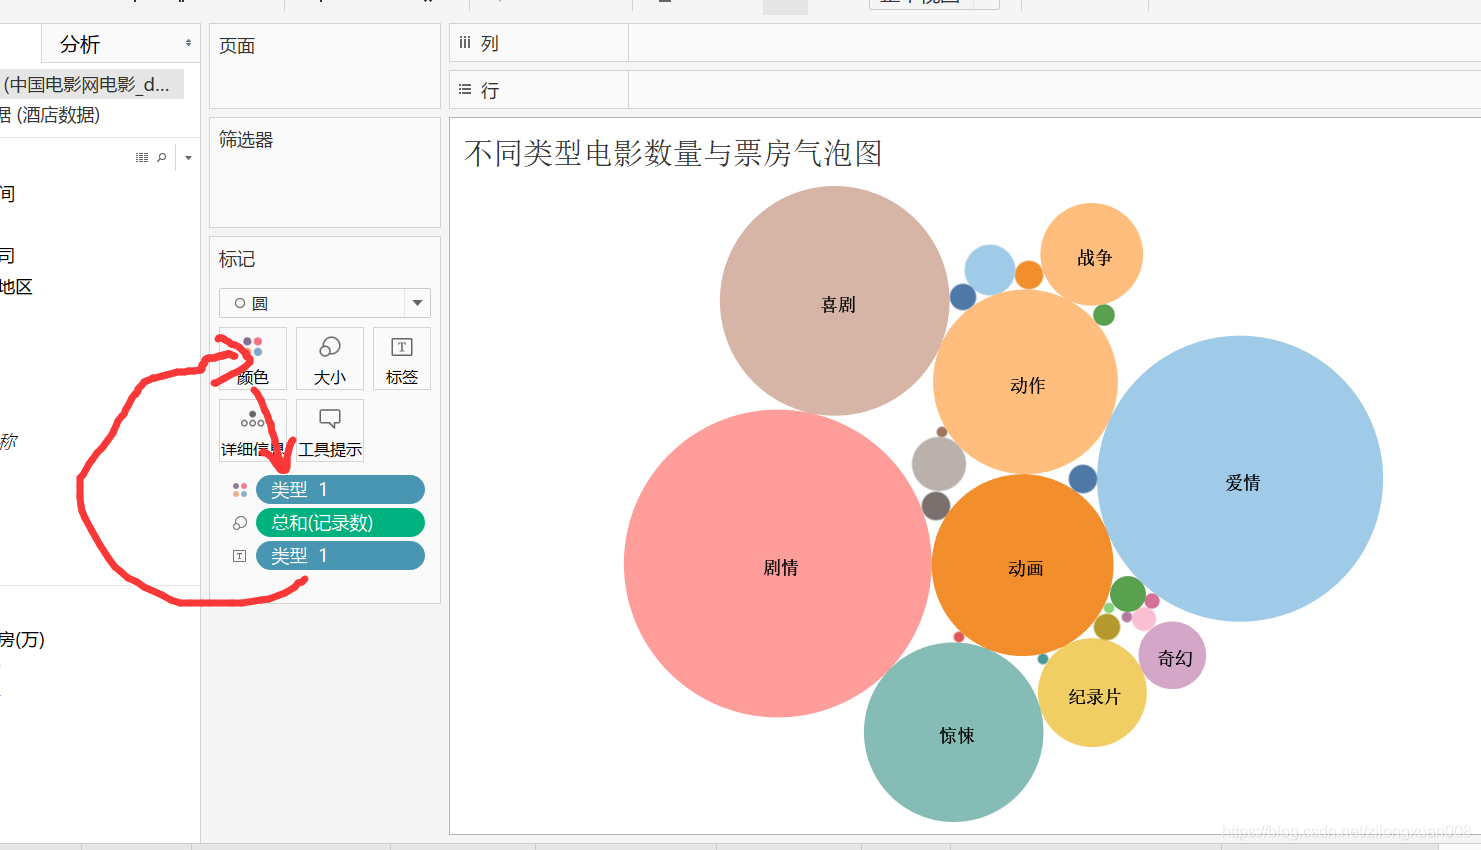 分析
(中国电影网电影_d...
据 (酒店数据)
间
司
地区
称
房(万)
页面
筛选器
标记
圆
颜色
大小
标签
详细信息
工具提示
类型 1
总和(记录数)
类型 1
列
行
不同类型电影数量与票房气泡图
喜剧
战争
动作
爱情
剧情
动画
奇幻
纪录片
惊悚
https://blog.csdn.net/zilongxuan008